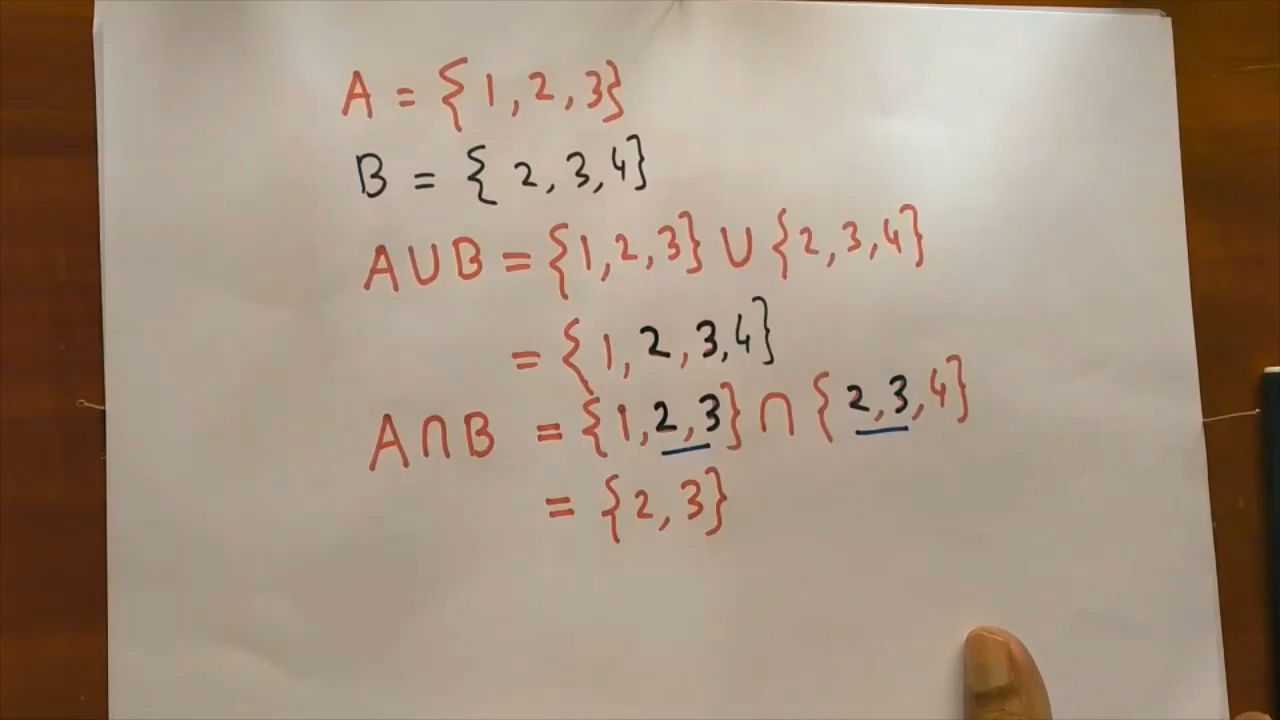 A = {1, 2, 3}
B = { 2, 3, 4}
A∪B = {1, 2, 3} ∪ {2, 3, 4}
= {1, 2, 3, 4}
A∩B = {1, 2, 3} ∩ {2, 3, 4}
= {2, 3}